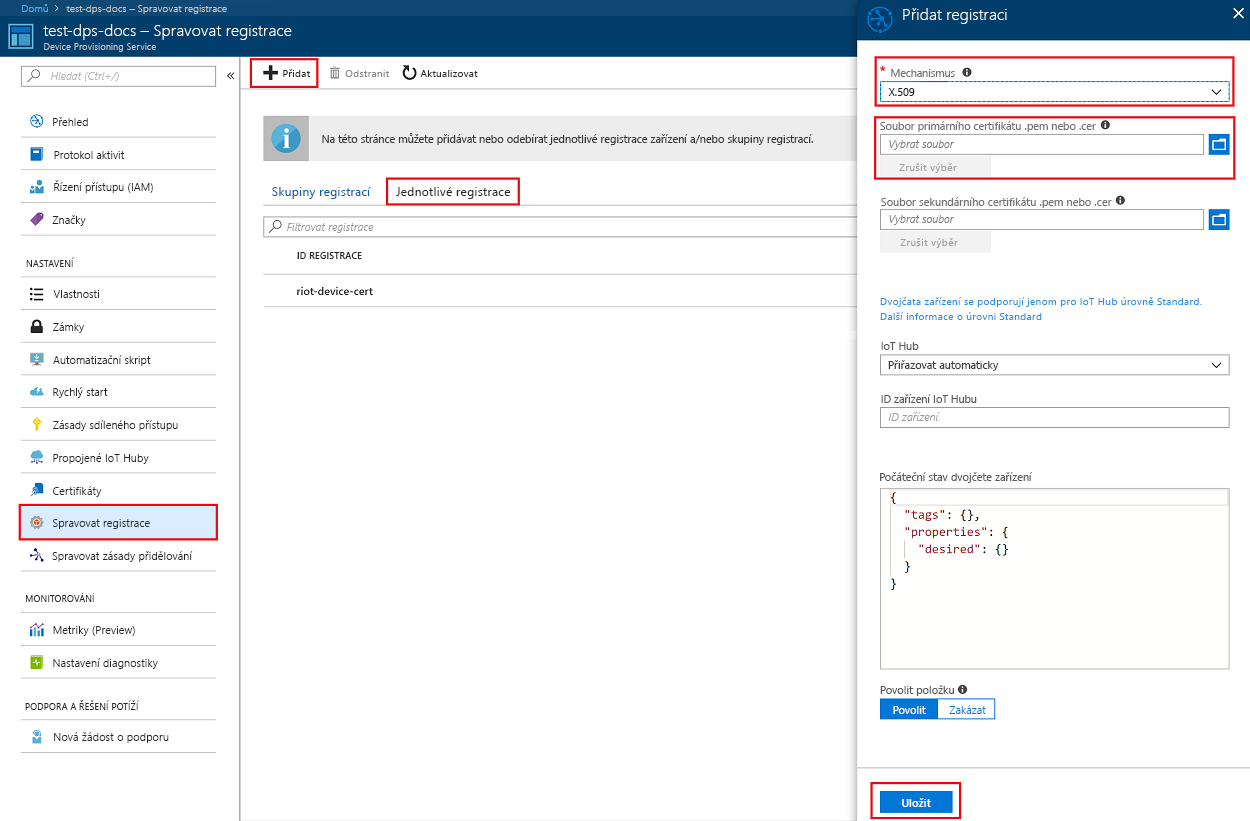 Domů > test-dps-docs – Spravovat registrace
test-dps-docs – Spravovat registrace
Device Provisioning Service
Hledat (Ctrl+/)
«
Přehled
Protokol aktivit
Řízení přístupu (IAM)
Značky
NASTAVENÍ
Vlastnosti
Zámky
Automatizační skript
Rychlý start
Zásady sdíleného přístupu
Propojené IoT Huby
Certifikáty
Spravovat registrace
Spravovat zásady přidělování
MONITOROVÁNÍ
Metriky (Preview)
Nastavení diagnostiky
PODPORA A ŘEŠENÍ POTÍŽÍ
Nová žádost o podporu
Přidat
Odstranit
Aktualizovat
Na této stránce můžete přidávat nebo odebírat jednotlivé registrace zařízení a/nebo skupiny registrací.
Skupiny registrací
Jednotlivé registrace
Filtrovat registrace
ID REGISTRACE
riot-device-cert
Přidat registraci
* Mechanismus
X.509
Soubor primárního certifikátu .pem nebo .cer
Vybrat soubor
Zrušit výběr
Soubor sekundárního certifikátu .pem nebo .cer
Vybrat soubor
Zrušit výběr
Dvojčata zařízení se podporují jenom pro IoT Hub úrovně Standard.
Další informace o úrovni Standard
IoT Hub
Přiřazovat automaticky
ID zařízení IoT Hubu
ID zařízení
Počáteční stav dvojčete zařízení
{
"tags": {},
"properties": {
"desired": {}
}
}
Povolit položku
Povolit
Zakázat
Uložit